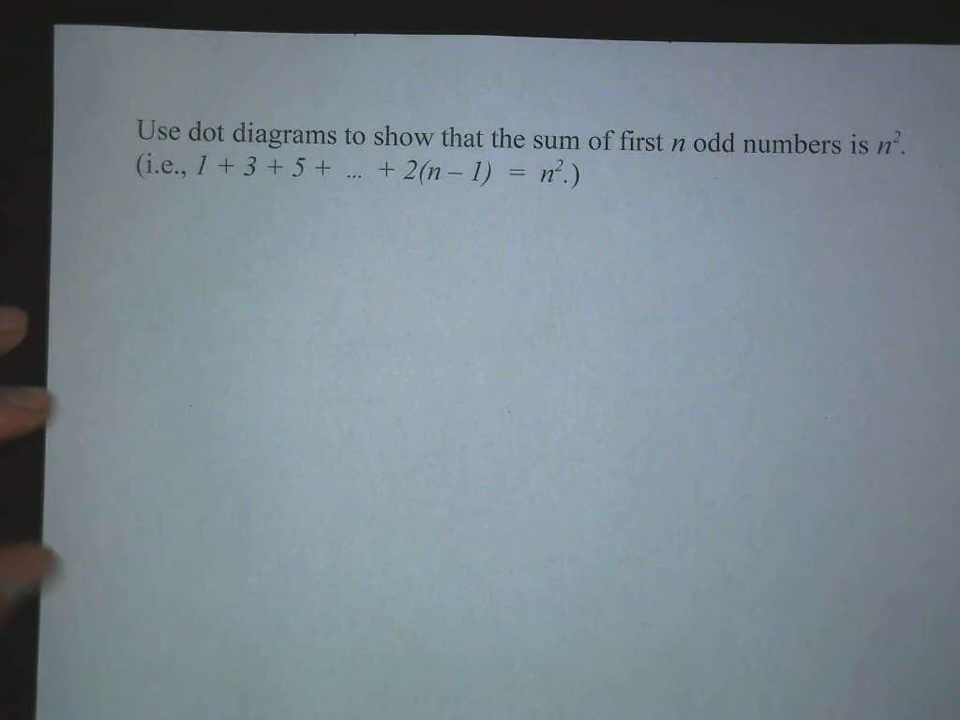 Use dot diagrams to show that the sum of first n odd numbers is n².
(i.e., 1 + 3 + 5 + ... + 2(n – 1) = n².)